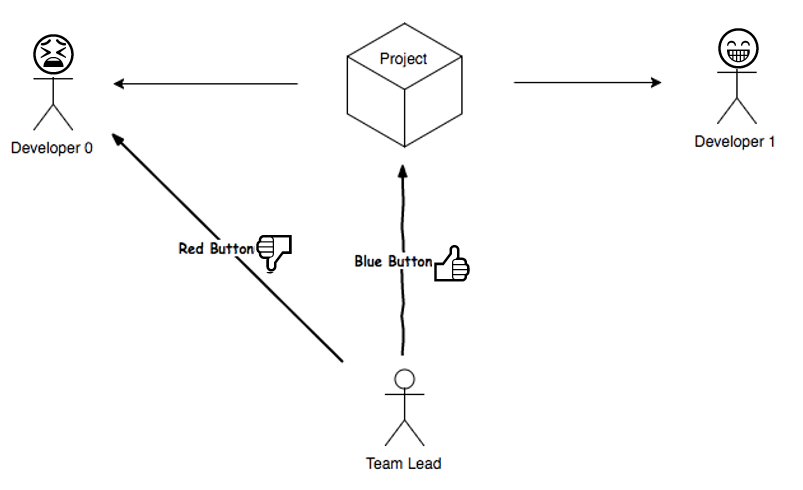 Project
Developer 0
Developer 1
Red Button
Blue Button
Team Lead